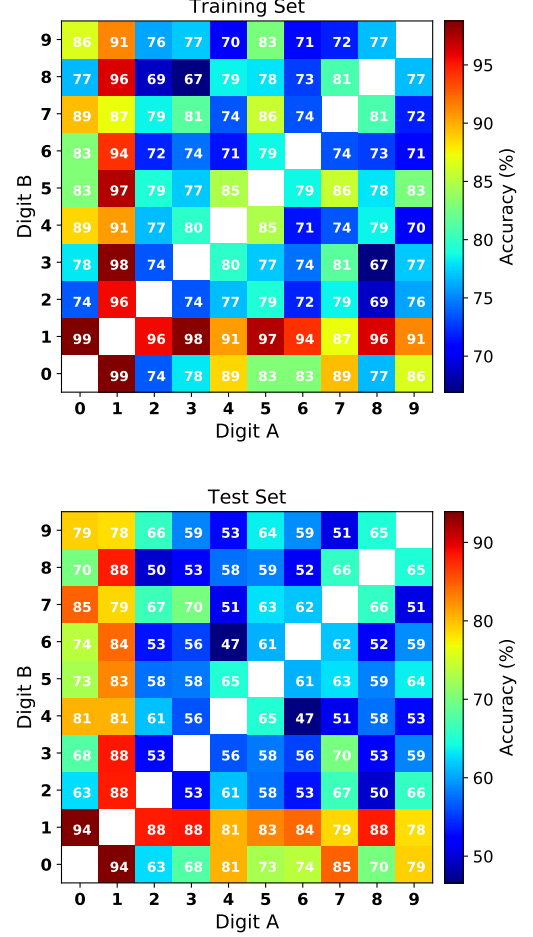 Training Set
9 86 91 76 77 70 83 71 72 77
8 77 96 69 67 79 78 73 81 77
7 89 87 79 81 74 86 74 81 72
6 83 94 72 74 71 79 74 73 71
5 83 97 79 77 85 79 86 78 83
4 89 91 77 80 85 71 74 79 70
3 78 98 74 80 77 74 81 67 77
2 74 96 74 77 79 72 79 69 76
1 99 96 98 91 97 94 87 96 91
0 99 74 78 89 83 83 89 77 86
0 1 2 3 4 5 6 7 8 9
Digit A
Digit B
95
90
85
80
75
70
Accuracy (%)
Test Set
9 79 78 66 59 53 64 59 51 65
8 70 88 50 53 58 59 52 66 65
7 85 79 67 70 51 63 62 66 51
6 74 84 53 56 47 61 62 52 59
5 73 83 58 58 65 61 63 59 64
4 81 81 61 56 65 47 51 58 53
3 68 88 53 56 58 56 70 53 59
2 63 88 53 61 58 53 67 50 66
1 94 88 88 81 83 84 79 88 78
0 94 63 68 81 73 74 85 70 79
0 1 2 3 4 5 6 7 8 9
Digit A
Digit B
90
80
70
60
50
Accuracy (%)